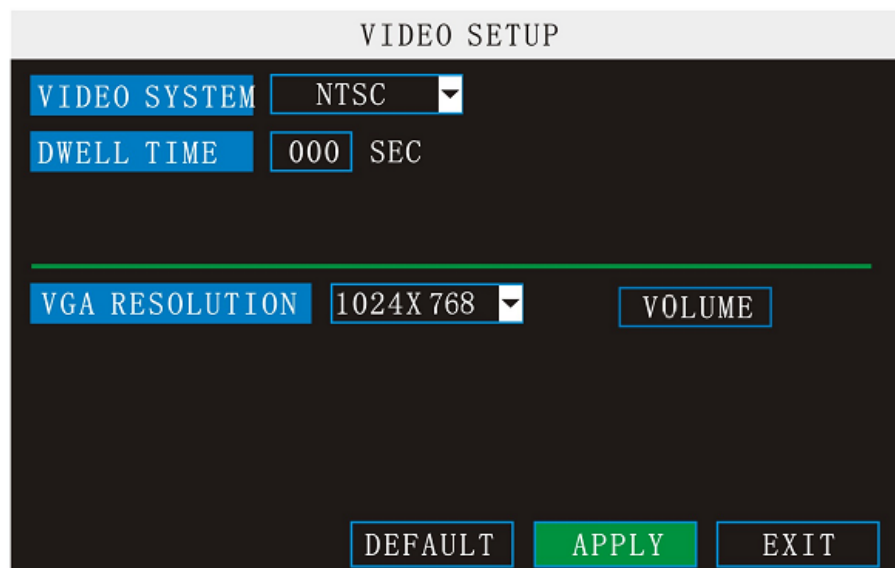 VIDEO SETUP
VIDEO SYSTEM NTSC
DWELL TIME 000 SEC
VGA RESOLUTION 1024X768 VOLUME
DEFAULT APPLY EXIT